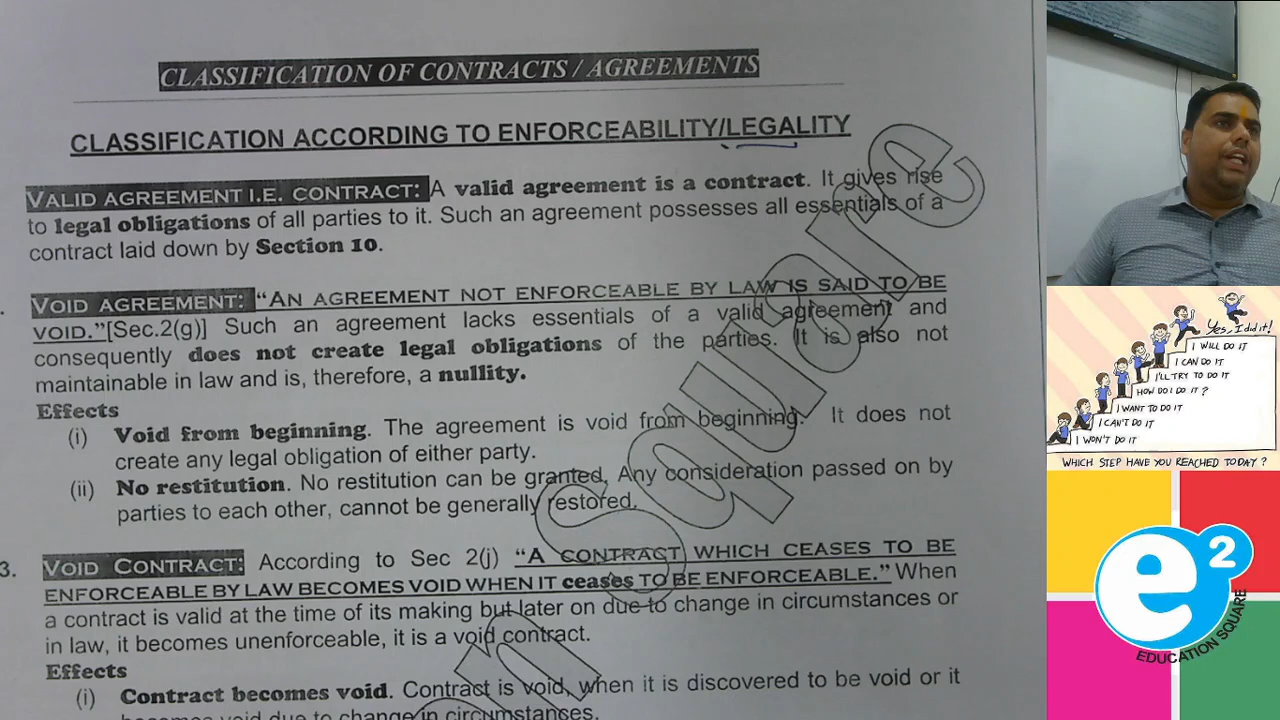 CLASSIFICATION OF CONTRACTS / AGREEMENTS
CLASSIFICATION ACCORDING TO ENFORCEABILITY/LEGALITY
VALID AGREEMENT I.E. CONTRACT: A valid agreement is a contract. It gives rise
to legal obligations of all parties to it. Such an agreement possesses all essentials of a
contract laid down by Section 10.
VOID AGREEMENT: "AN AGREEMENT NOT ENFORCEABLE BY LAW IS SAID TO BE
VOID."[Sec.2(g)] Such an agreement lacks essentials of a valid agreement and
consequently does not create legal obligations of the parties. It is also not
maintainable in law and is, therefore, a nullity.
Effects
(i) Void from beginning. The agreement is void from beginning. It does not
create any legal obligation of either party.
(ii) No restitution. No restitution can be granted. Any consideration passed on by
parties to each other, cannot be generally restored.
3. VOID CONTRACT: According to Sec 2(j) "A CONTRACT WHICH CEASES TO BE
ENFORCEABLE BY LAW BECOMES VOID WHEN IT ceases TO BE ENFORCEABLE." When
a contract is valid at the time of its making but later on due to change in circumstances or
in law, it becomes unenforceable, it is a void contract.
Effects
(i) Contract becomes void. Contract is void, when it is discovered to be void or it
becomes void due to change in circumstances.
Square
Yes, I did it!
I WILL DO IT
I CAN DO IT
I'LL TRY TO DO IT
HOW DO I DO IT?
I WANT TO DO IT
I CAN'T DO IT
I WON'T DO IT
WHICH STEP HAVE YOU REACHED TODAY?
e2
EDUCATION SQUARE